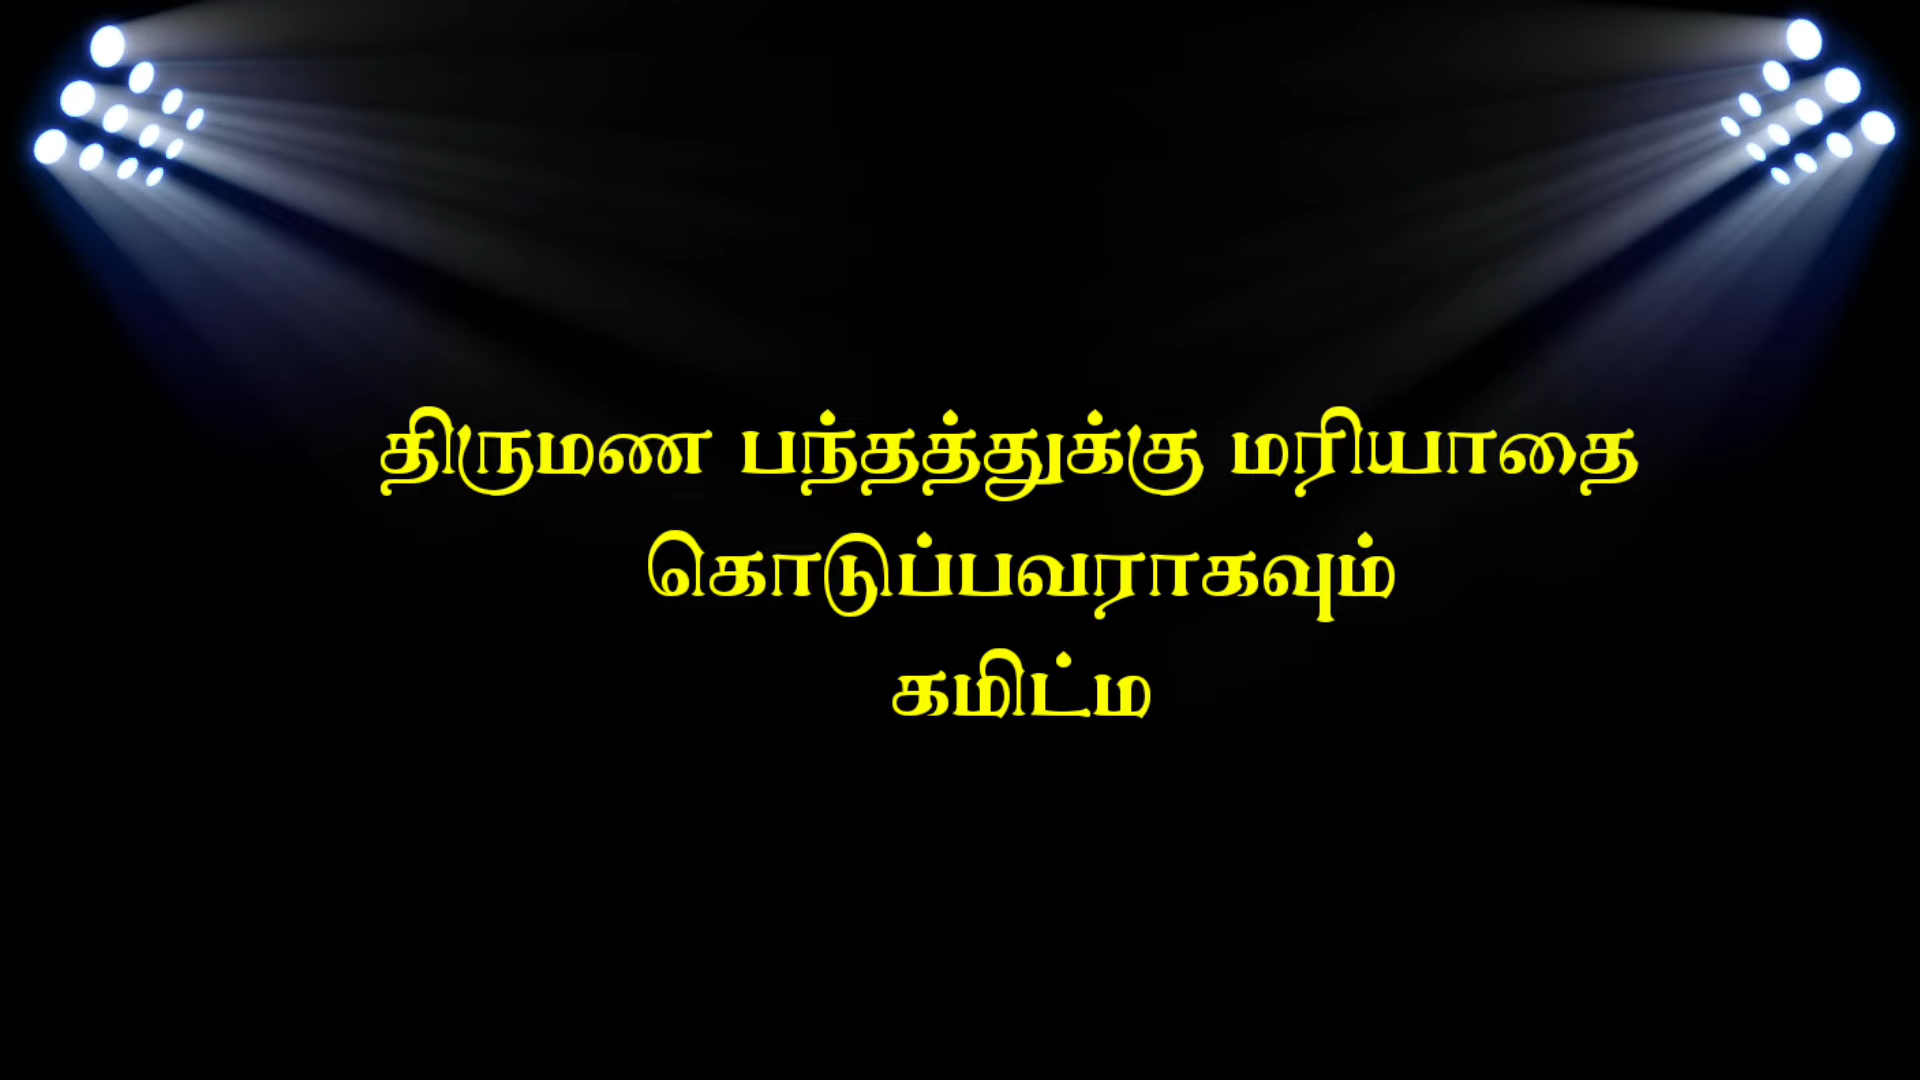 திருமண பந்தத்துக்கு மரியாதை
கொடுப்பவராகவும்
கமிட்ம